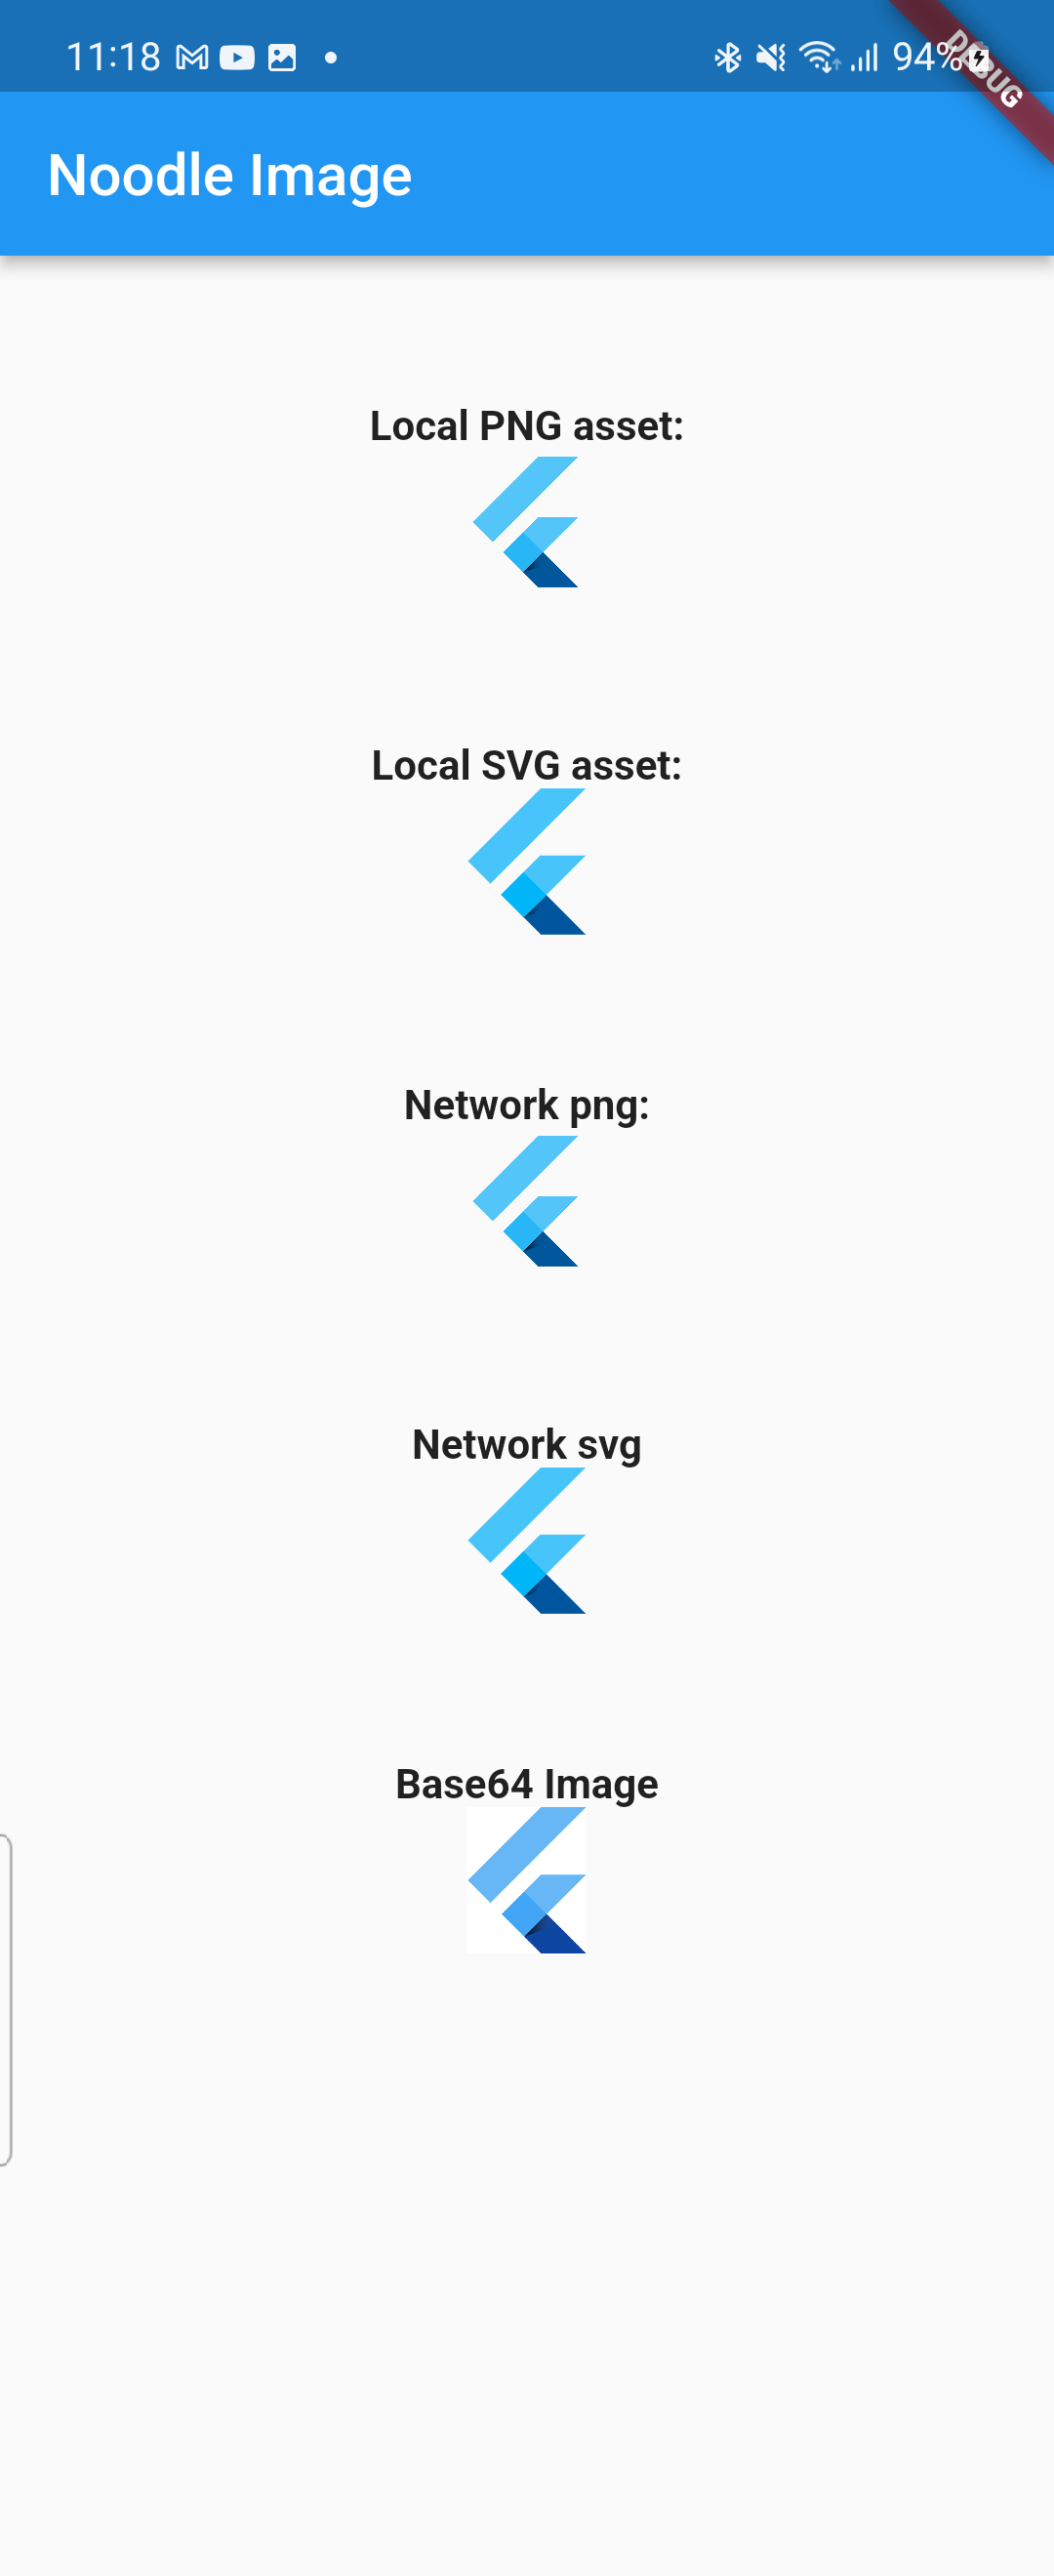 11:18 94%
DEBUG
Noodle Image
Local PNG asset:
Local SVG asset:
Network png:
Network svg
Base64 Image